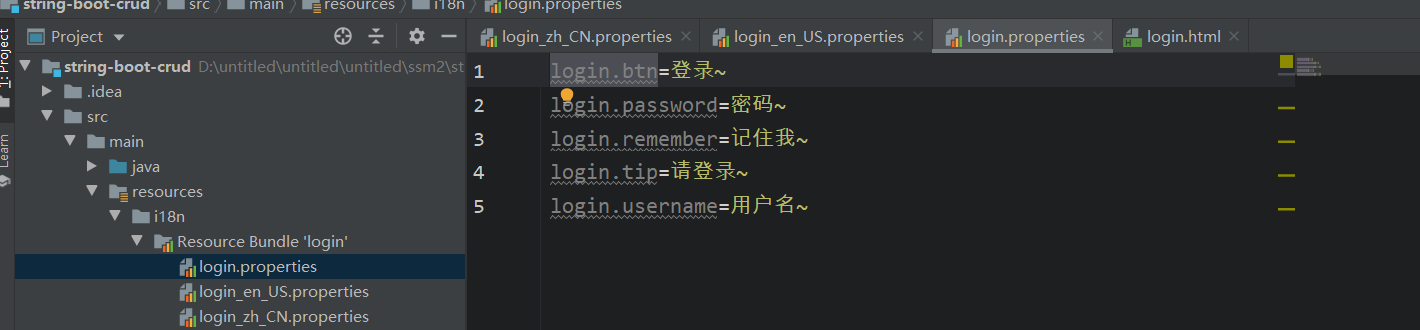 string-boot-crud src main resources i18n login.properties
Project
login_zh_CN.properties login_en_US.properties login.properties login.html
1: Project
Learn
string-boot-crud D:\untitled\untitled\untitled\ssm2\st
.idea
src
main
java
resources
i18n
Resource Bundle 'login'
login.properties
login_en_US.properties
login_zh_CN.properties
1 login.btn=登录~
2 login.password=密码~
3 login.remember=记住我~
4 login.tip=请登录~
5 login.username=用户名~